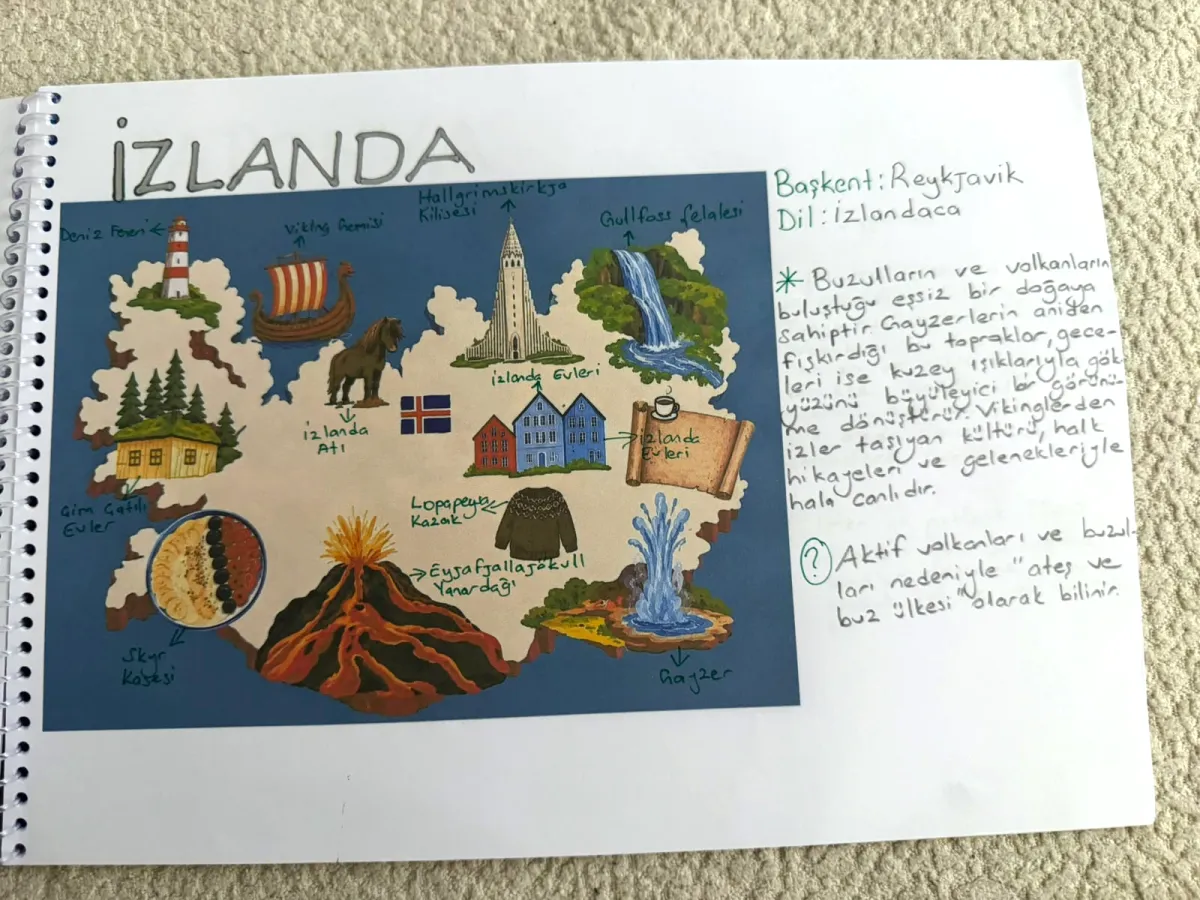 İZLANDA
Deniz Feneri
Viking Gemisi
Hallgrimskirkja
Kilisesi
Gullfoss Şelalesi
İzlanda
Atı
İzlanda Evleri
İzlanda
Evleri
Çim Çatılı
Evler
Lopapeysa
Kazak
Eyjafjallajökull
Yanardağı
Skyr
Kasesi
Gayzer
Başkent: Reykjavik
Dil: İzlandaca
* Buzulların ve volkanların
buluştuğu eşsiz bir doğaya
sahiptir. Gayzerlerin aniden
fışkırdığı bu topraklar, gece-
leri ise kuzey ışıklarıyla gök-
yüzünü büyüleyici bir görünü-
me dönüştürür. Vikinglerden
izler taşıyan kültürü, halk
hikayeleri ve gelenekleriyle
hala canlıdır.
? Aktif volkanları ve buzul-
ları nedeniyle "ateş ve
buz ülkesi" olarak bilinir.